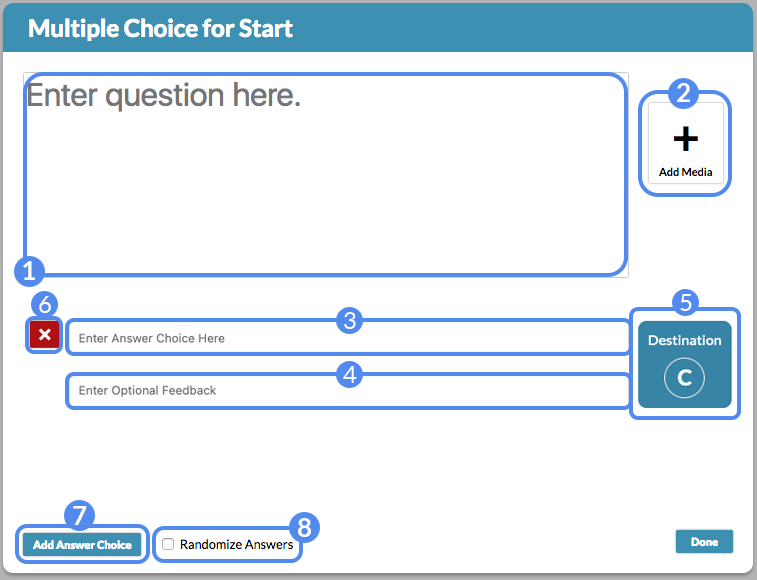 Multiple Choice for Start
Enter question here.
2
Add Media
1
6
3
5
Enter Answer Choice Here
Destination
C
4
Enter Optional Feedback
7
8
Add Answer Choice
Randomize Answers
Done